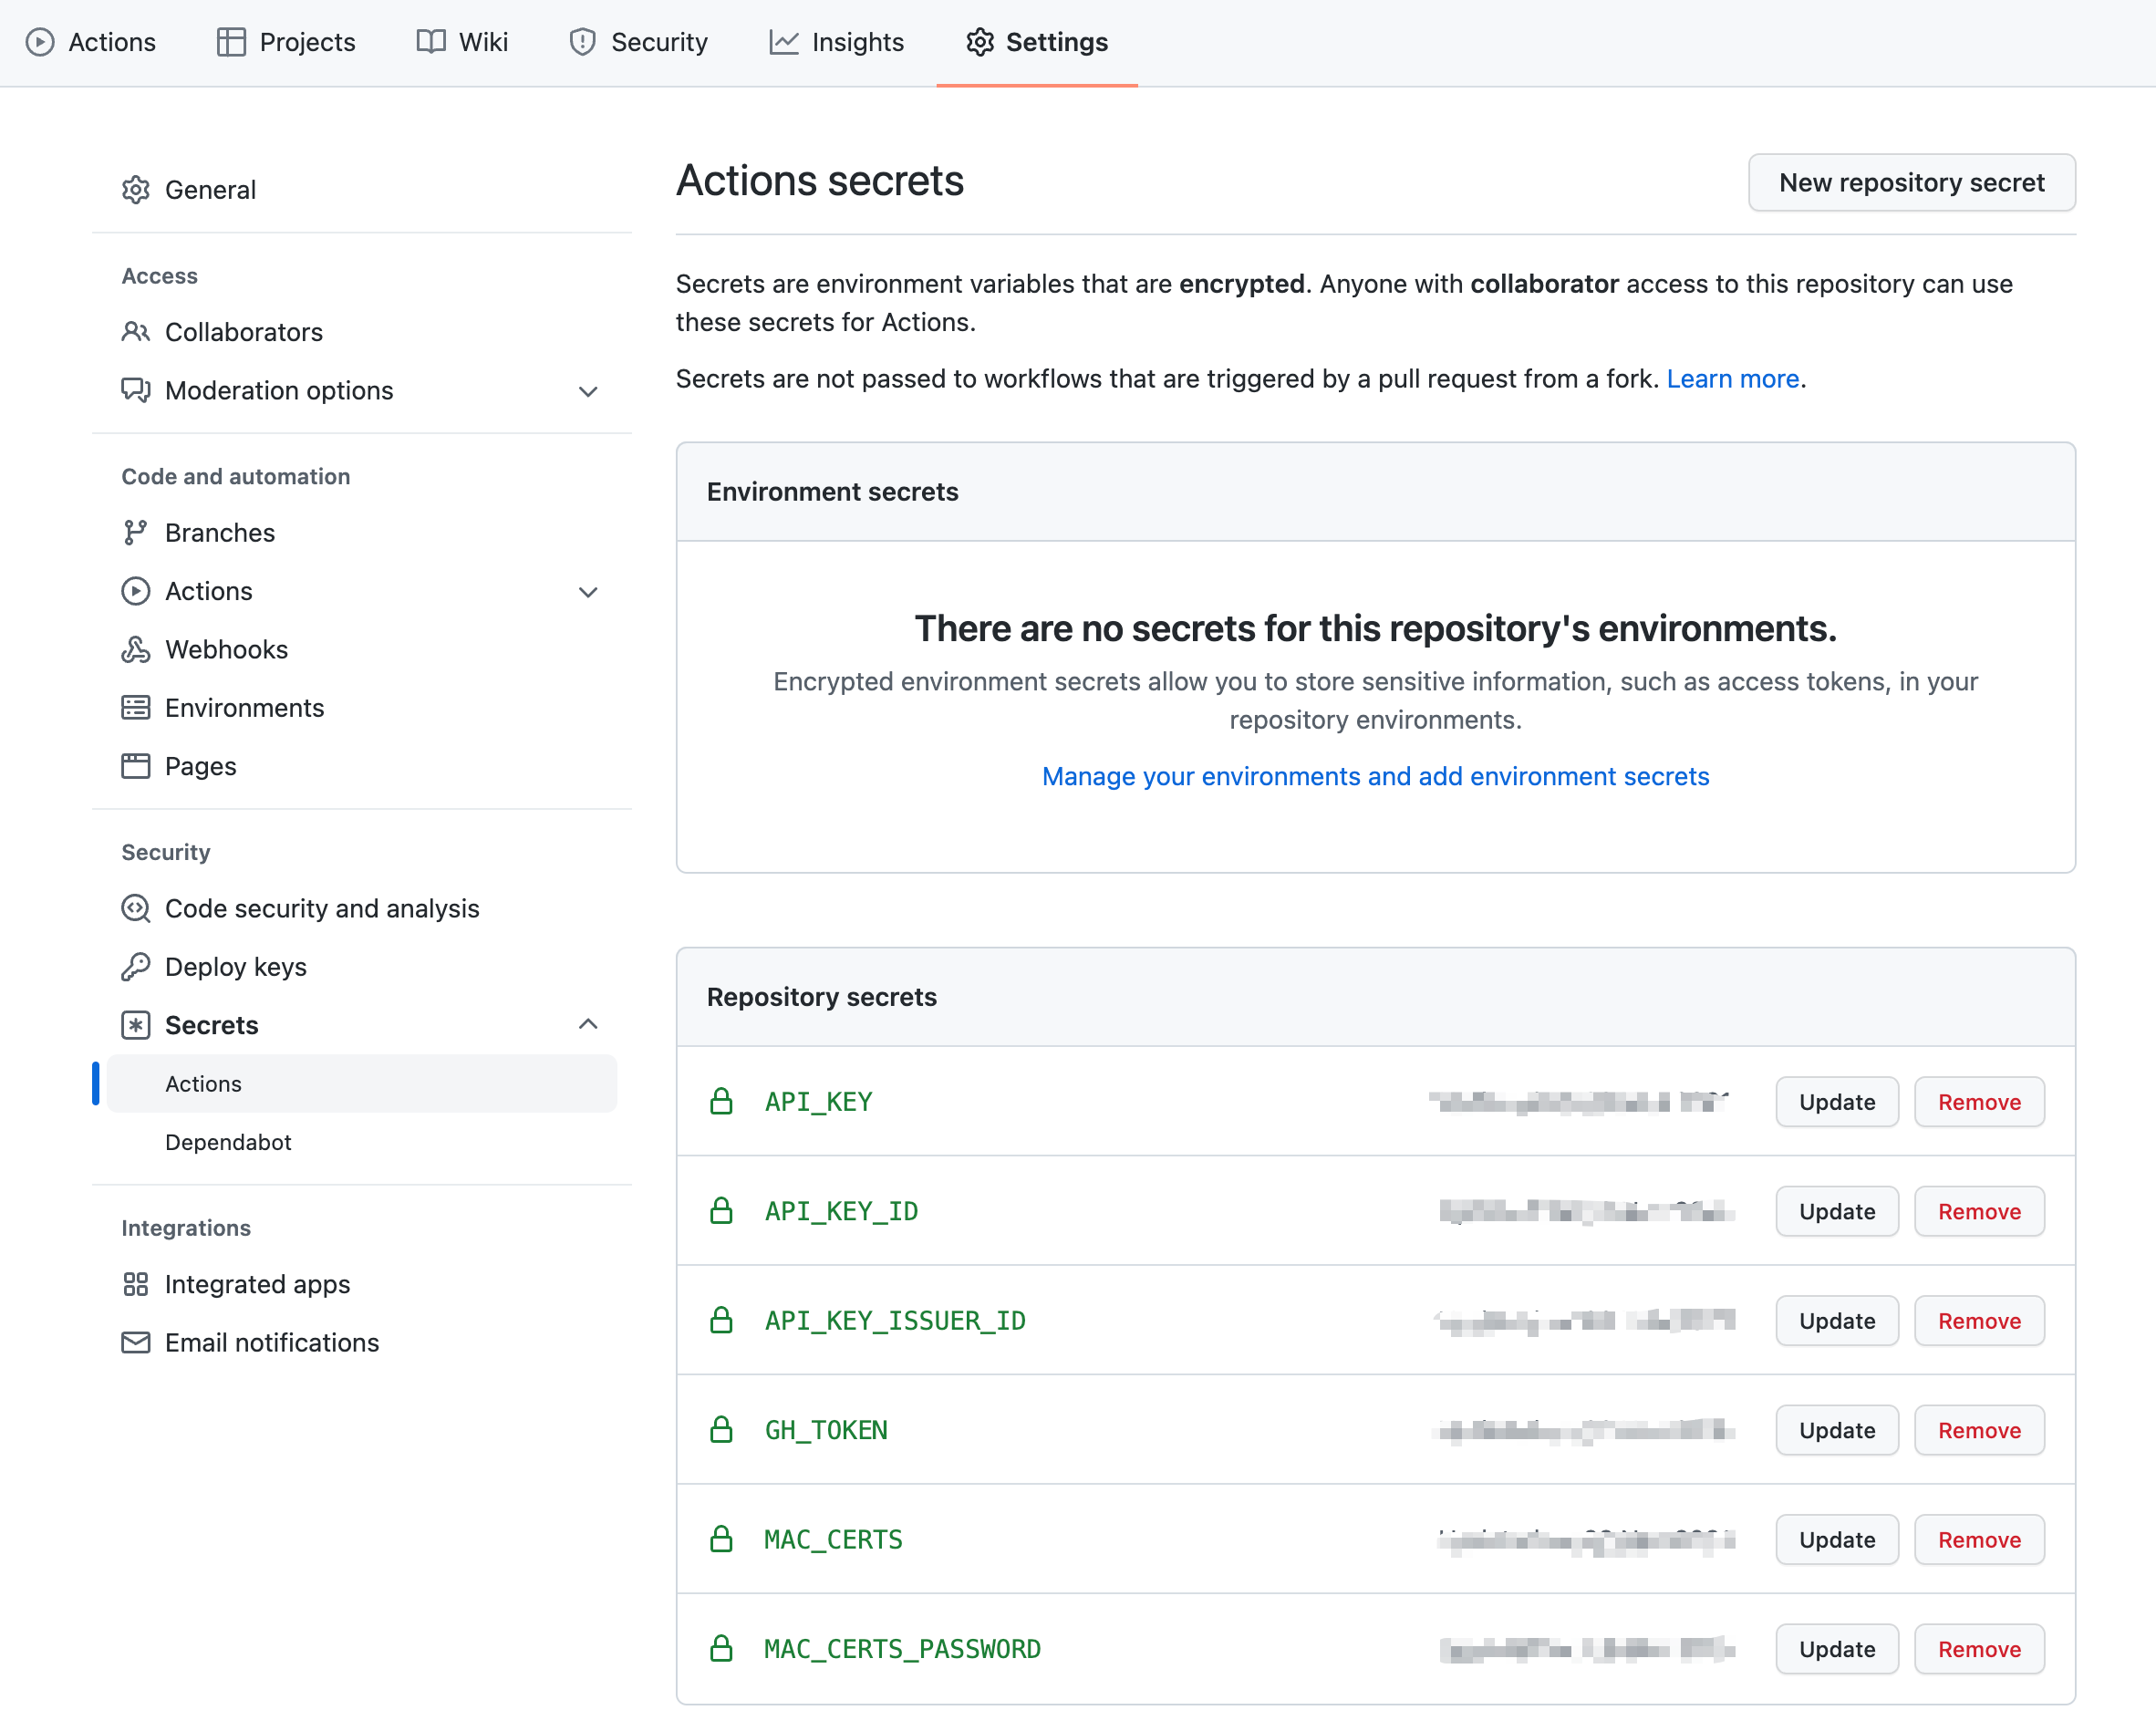 Actions Projects Wiki Security Insights Settings
General
Access
Collaborators
Moderation options
Code and automation
Branches
Actions
Webhooks
Environments
Pages
Security
Code security and analysis
Deploy keys
Secrets
Actions
Dependabot
Integrations
Integrated apps
Email notifications
Actions secrets
New repository secret
Secrets are environment variables that are encrypted. Anyone with collaborator access to this repository can use
these secrets for Actions.
Secrets are not passed to workflows that are triggered by a pull request from a fork. Learn more.
Environment secrets
There are no secrets for this repository's environments.
Encrypted environment secrets allow you to store sensitive information, such as access tokens, in your
repository environments.
Manage your environments and add environment secrets
Repository secrets
API_KEY Update Remove
API_KEY_ID Update Remove
API_KEY_ISSUER_ID Update Remove
GH_TOKEN Update Remove
MAC_CERTS Update Remove
MAC_CERTS_PASSWORD Update Remove